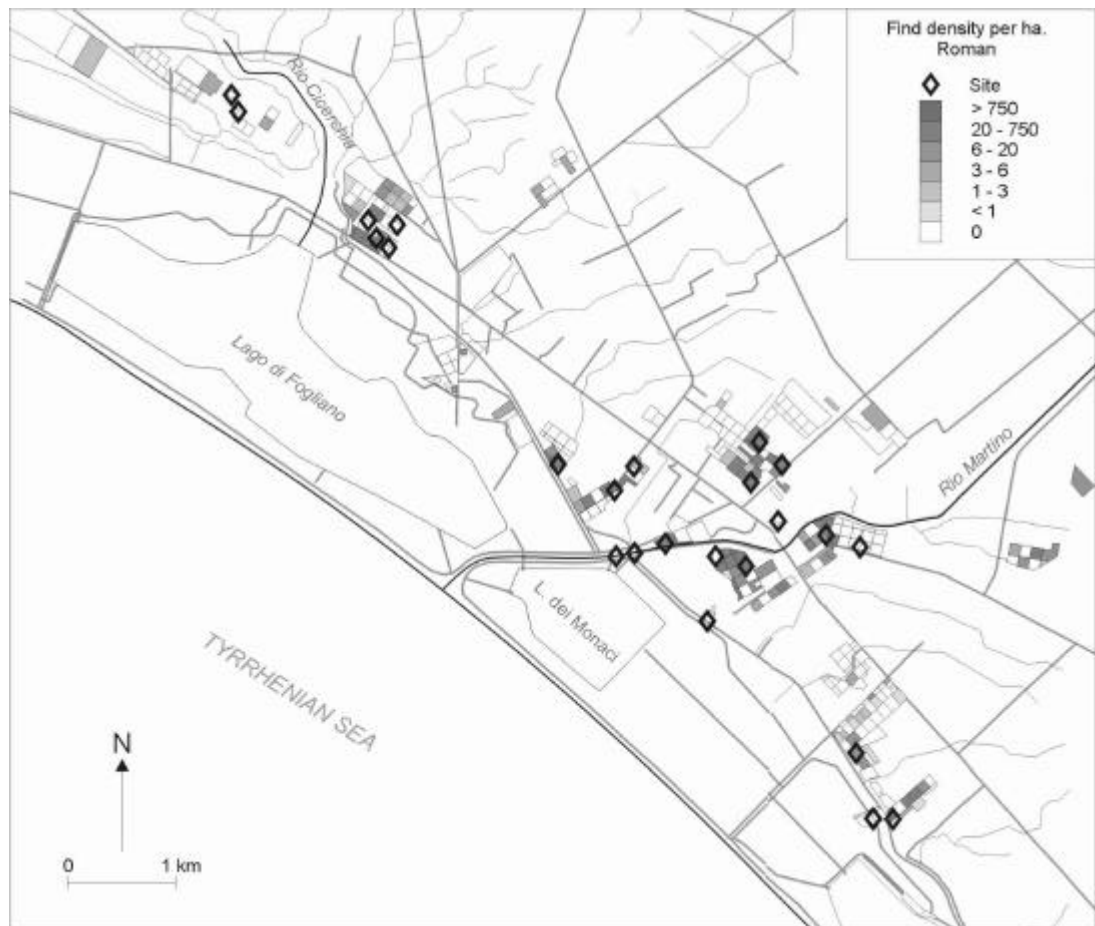 Find density per ha.
Roman
Site
> 750
20 - 750
6 - 20
3 - 6
1 - 3
< 1
0
Rio Cicerchia
Lago di Fogliano
Rio Martino
L. dei Monaci
TYRRHENIAN SEA
N
0 1 km